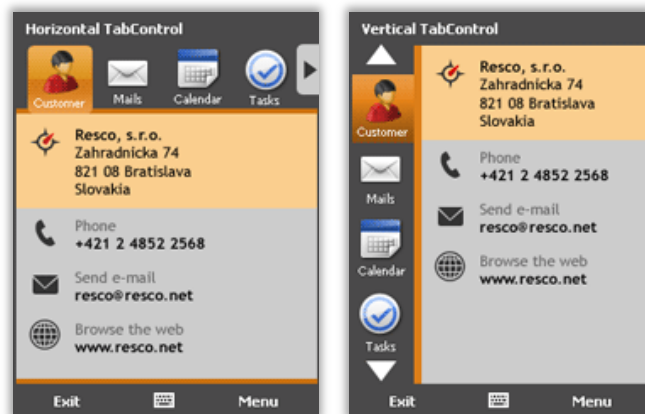 Horizontal TabControl
Customer
Mails
Calendar
Tasks
Resco, s.r.o.
Zahradnicka 74
821 08 Bratislava
Slovakia
Phone
+421 2 4852 2568
Send e-mail
resco@resco.net
Browse the web
www.resco.net
Exit
Menu
Vertical TabControl
Customer
Mails
Calendar
Tasks
Resco, s.r.o.
Zahradnicka 74
821 08 Bratislava
Slovakia
Phone
+421 2 4852 2568
Send e-mail
resco@resco.net
Browse the web
www.resco.net
Exit
Menu